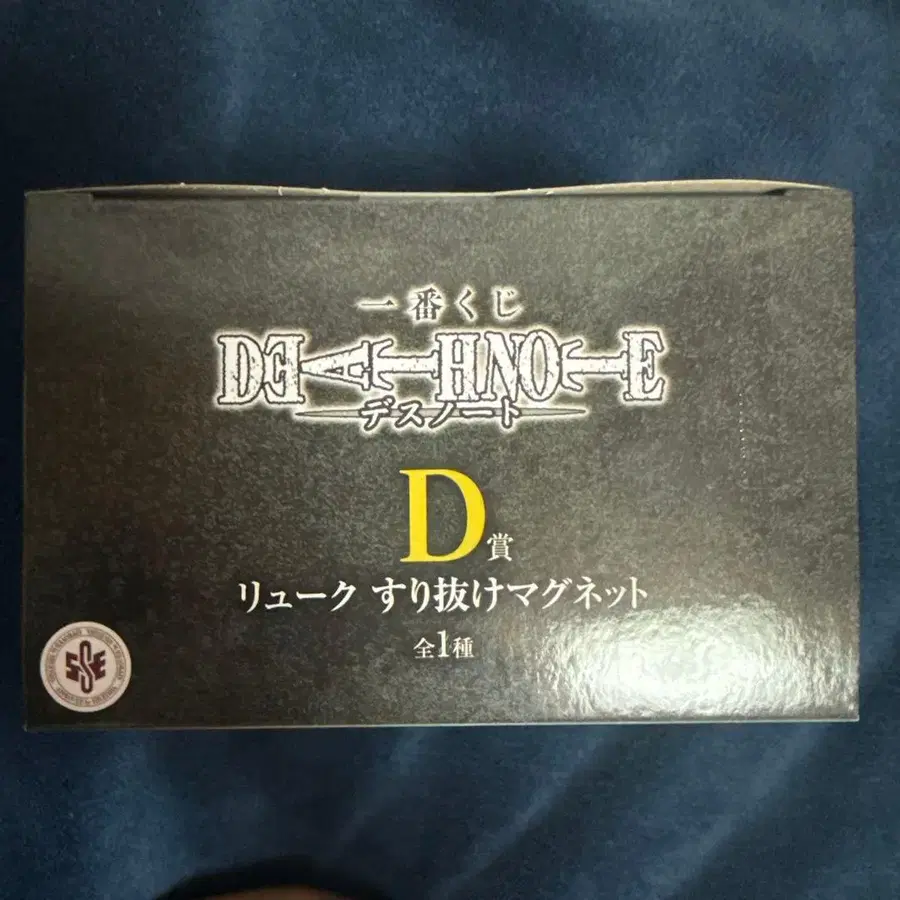 一番くじ
DEATH NOTE
デスノート
D賞
リューク すり抜けマグネット
全1種